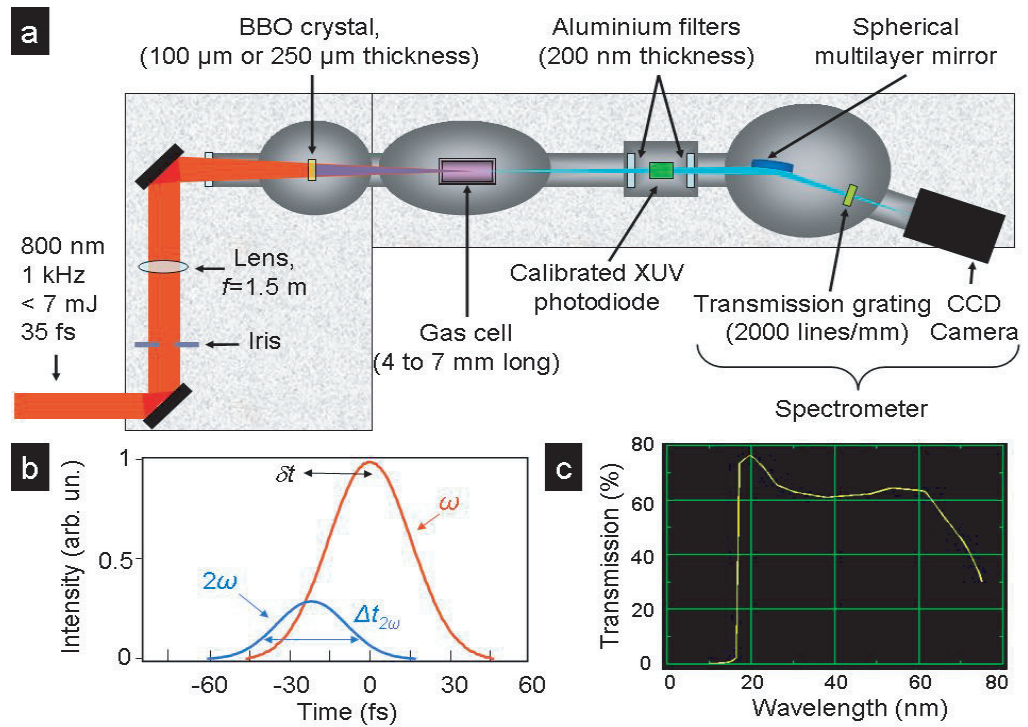 a
BBO crystal,
(100 µm or 250 µm thickness)
Aluminium filters
(200 nm thickness)
Spherical
multilayer mirror
800 nm
1 kHz
< 7 mJ
35 fs
Lens,
f=1.5 m
Iris
Gas cell
(4 to 7 mm long)
Calibrated XUV
photodiode
Transmission grating
(2000 lines/mm)
CCD
Camera
Spectrometer
b
Intensity (arb. un.)
1
0.5
0
δt
ω
2ω
Δt2ω
-60
-30
0
30
60
Time (fs)
c
Transmission (%)
80
60
40
20
0
0
20
40
60
80
Wavelength (nm)